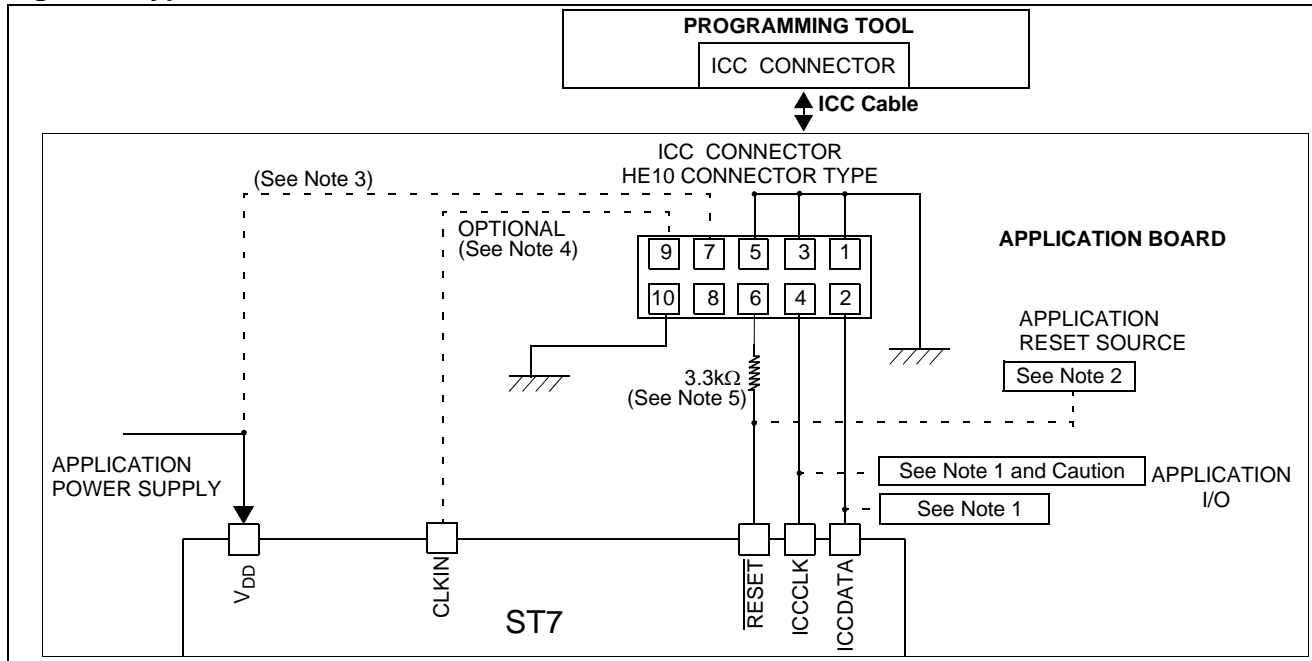 PROGRAMMING TOOL
ICC CONNECTOR
ICC Cable
ICC CONNECTOR
HE10 CONNECTOR TYPE
(See Note 3)
OPTIONAL
(See Note 4)
9 7 5 3 1
10 8 6 4 2
APPLICATION BOARD
APPLICATION
RESET SOURCE
See Note 2
3.3kΩ
(See Note 5)
APPLICATION
POWER SUPPLY
See Note 1 and Caution
APPLICATION
I/O
See Note 1
VDD
CLKIN
RESET
ICCCLK
ICCDATA
ST7